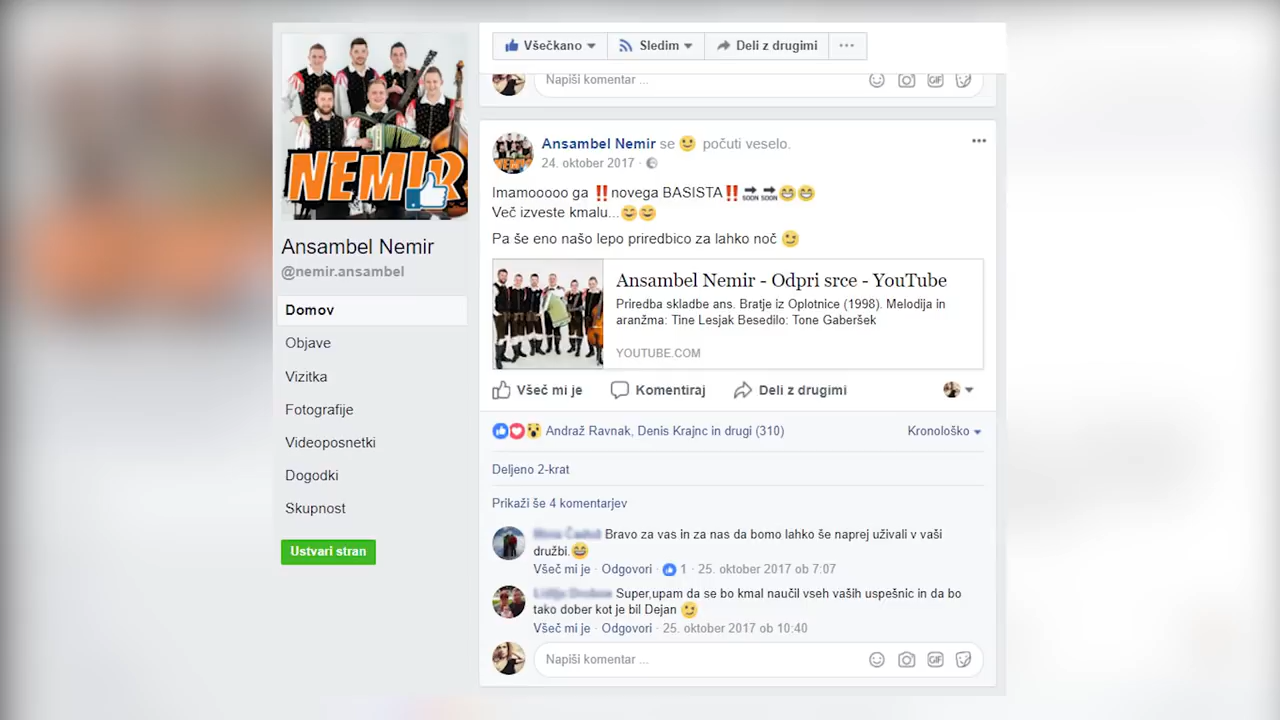 NEMIR
Ansambel Nemir
@nemir.ansambel
Domov
Objave
Vizitka
Fotografije
Videoposnetki
Dogodki
Skupnost
Ustvari stran
Všečkano Sledim Deli z drugimi
Napiši komentar ...
GIF
Ansambel Nemir se 😉 počuti veselo.
24. oktober 2017
Imamooooo ga ‼️novega BASISTA‼️🔜🔜😂😂
Več izveste kmalu...😊😊
Pa še eno našo lepo priredbico za lahko noč 😉
Ansambel Nemir - Odpri srce - YouTube
Priredba skladbe ans. Bratje iz Oplotnice (1998). Melodija in
aranžma: Tine Lesjak Besedilo: Tone Gaberšek
YOUTUBE.COM
Všeč mi je Komentiraj Deli z drugimi
Andraž Ravnak, Denis Krajnc in drugi (310) Kronološko
Deljeno 2-krat
Prikaži še 4 komentarjev
Bravo za vas in za nas da bomo lahko še naprej uživali v vaši
družbi.😁
Všeč mi je · Odgovori · 1 · 25. oktober 2017 ob 7:07
Super,upam da se bo kmal naučil vseh vaših uspešnic in da bo
tako dober kot je bil Dejan 😉
Všeč mi je · Odgovori · 25. oktober 2017 ob 10:40
Napiši komentar ...
GIF